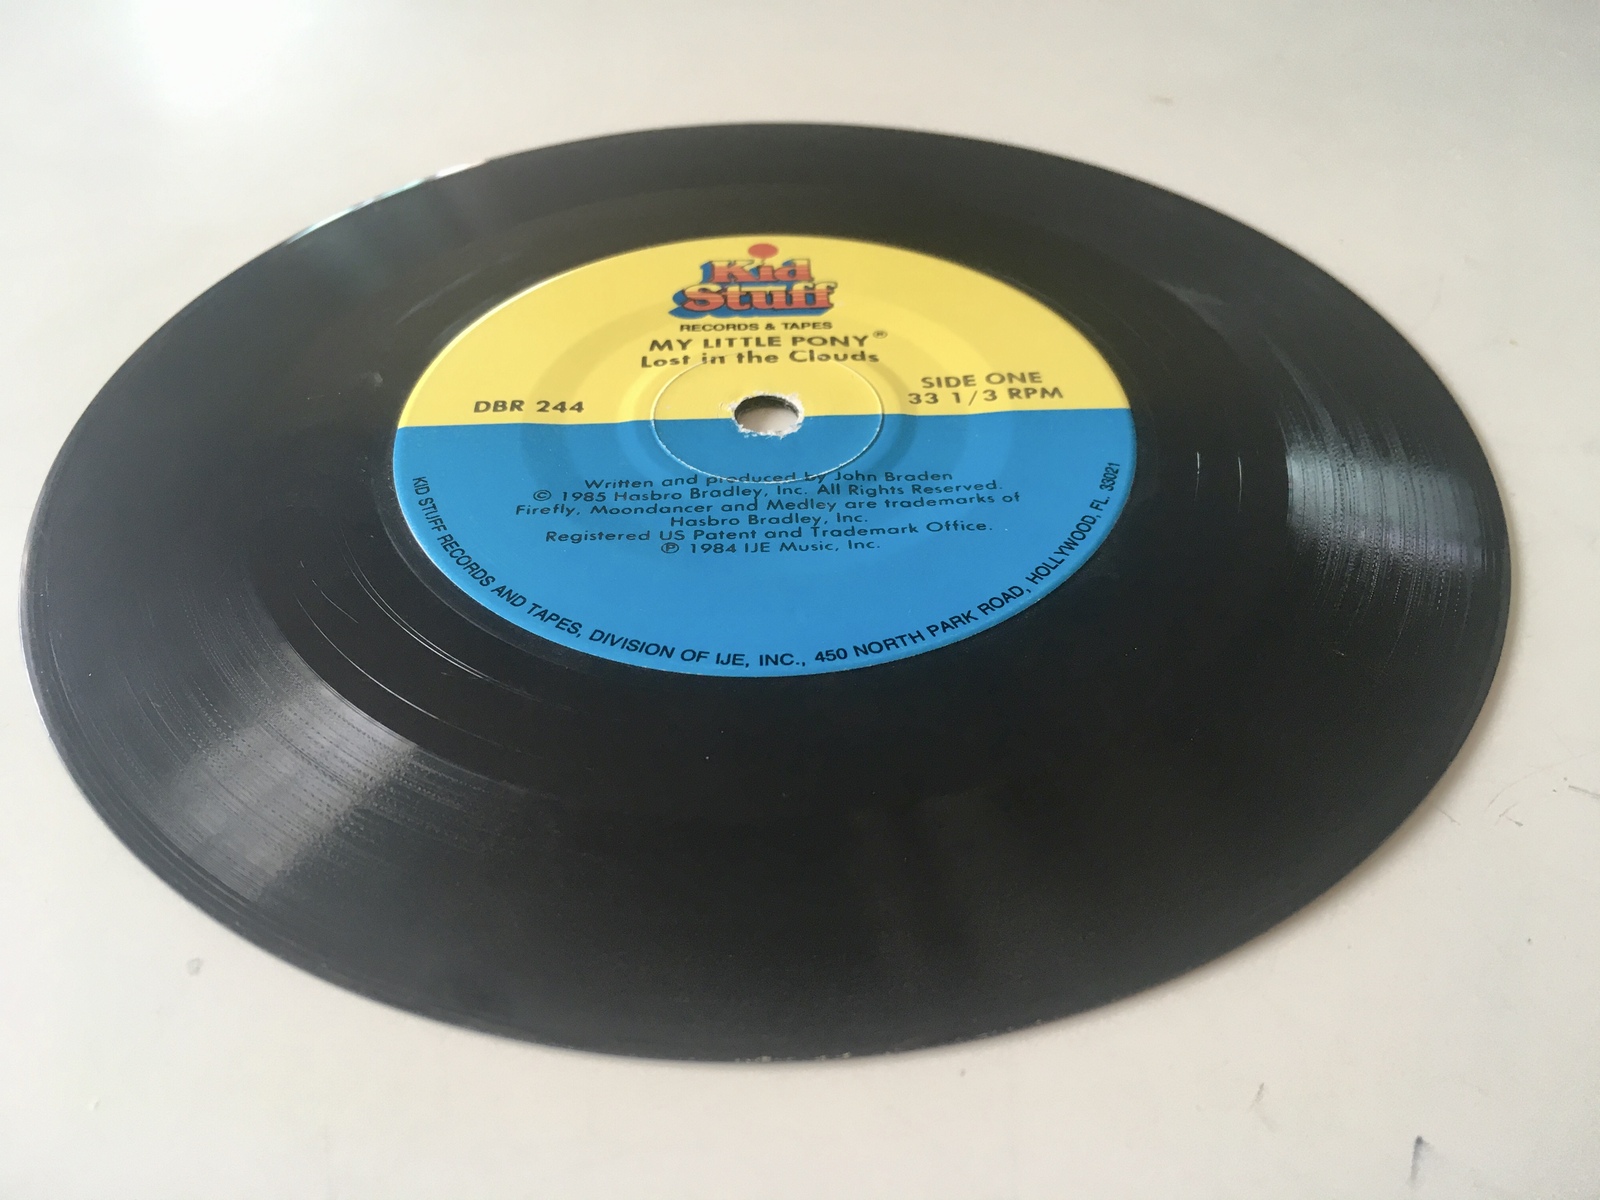 Kid
Stuff
RECORDS & TAPES
MY LITTLE PONY®
Lost in the Clouds
SIDE ONE
DBR 244
33 1/3 RPM
Written and produced by John Braden
© 1985 Hasbro Bradley, Inc. All Rights Reserved.
Firefly, Moondancer and Medley are trademarks of
Hasbro Bradley, Inc.
Registered US Patent and Trademark Office.
℗ 1984 IJE Music, Inc.
KID STUFF RECORDS AND TAPES, DIVISION OF IJE, INC., 450 NORTH PARK ROAD, HOLLYWOOD, FL. 33021